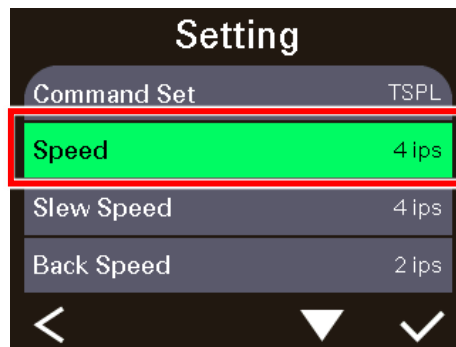 Setting
Command Set TSPL
Speed 4 ips
Slew Speed 4 ips
Back Speed 2 ips